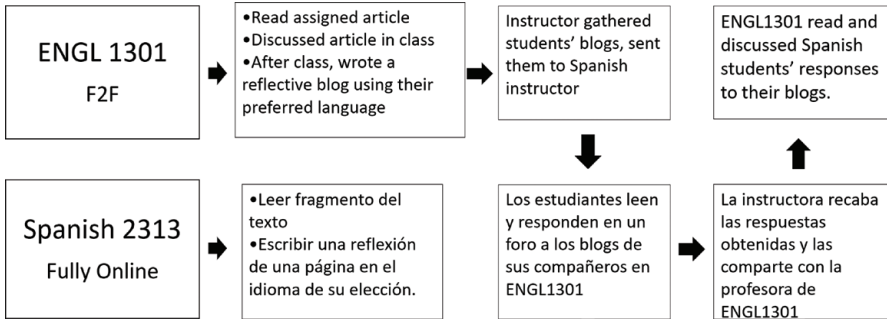 ENGL 1301
F2F
•Read assigned article
•Discussed article in class
•After class, wrote a
reflective blog using their
preferred language
Instructor gathered
students’ blogs, sent
them to Spanish
instructor
ENGL1301 read and
discussed Spanish
students’ responses
to their blogs.
Spanish 2313
Fully Online
•Leer fragmento del
texto
•Escribir una reflexión
de una página en el
idioma de su elección.
Los estudiantes leen
y responden en un
foro a los blogs de
sus compañeros en
ENGL1301
La instructora recaba
las respuestas
obtenidas y las
comparte con la
profesora de
ENGL1301